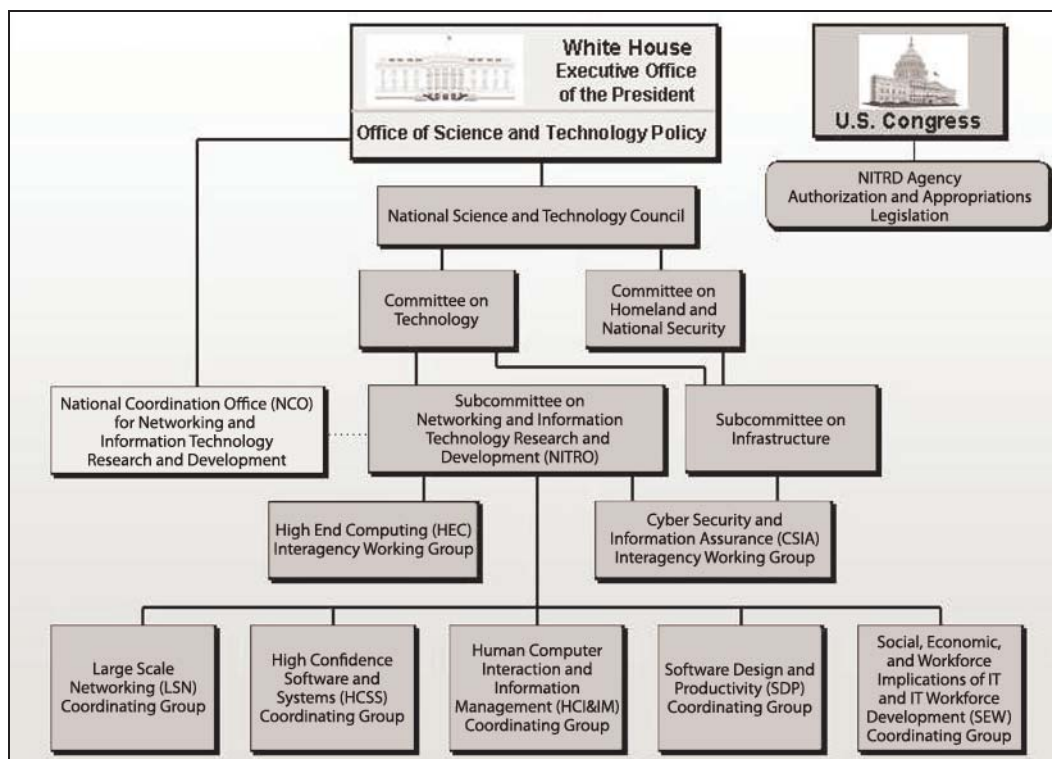 White House
Executive Office
of the President
Office of Science and Technology Policy
U.S. Congress
NITRD Agency
Authorization and Appropriations
Legislation
National Science and Technology Council
Committee on
Technology
Committee on
Homeland and
National Security
National Coordination Office (NCO)
for Networking and
Information Technology
Research and Development
Subcommittee on
Networking and Information
Technology Research and
Development (NITRO)
Subcommittee on
Infrastructure
High End Computing (HEC)
Interagency Working Group
Cyber Security and
Information Assurance (CSIA)
Interagency Working Group
Large Scale
Networking (LSN)
Coordinating Group
High Confidence
Software and
Systems (HCSS)
Coordinating Group
Human Computer
Interaction and
Information
Management (HCI&IM)
Coordinating Group
Software Design and
Productivity (SDP)
Coordinating Group
Social, Economic,
and Workforce
Implications of IT
and IT Workforce
Development (SEW)
Coordinating Group